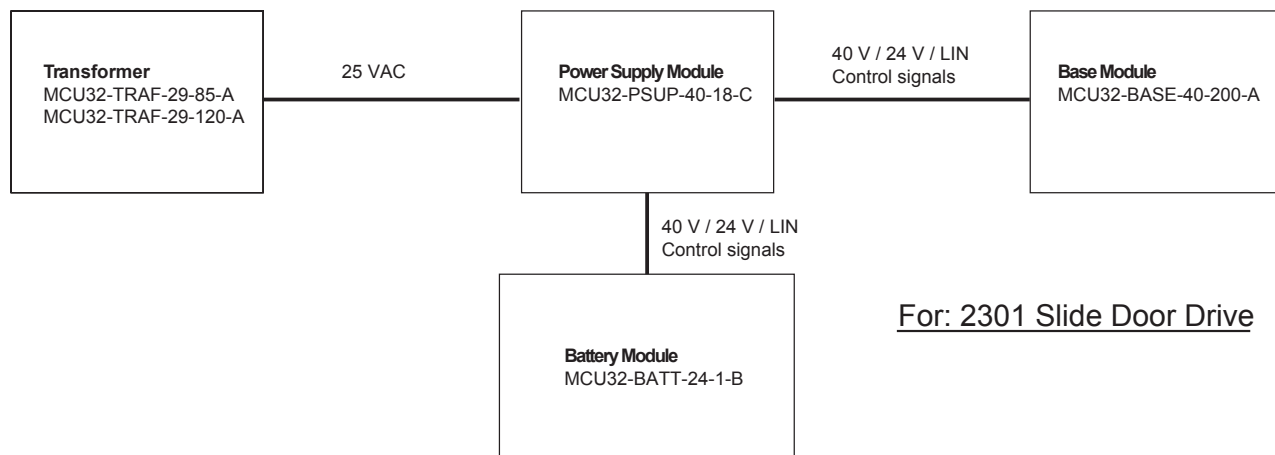 Transformer
MCU32-TRAF-29-85-A
MCU32-TRAF-29-120-A
25 VAC
Power Supply Module
MCU32-PSUP-40-18-C
40 V / 24 V / LIN
Control signals
Base Module
MCU32-BASE-40-200-A
40 V / 24 V / LIN
Control signals
Battery Module
MCU32-BATT-24-1-B
For: 2301 Slide Door Drive